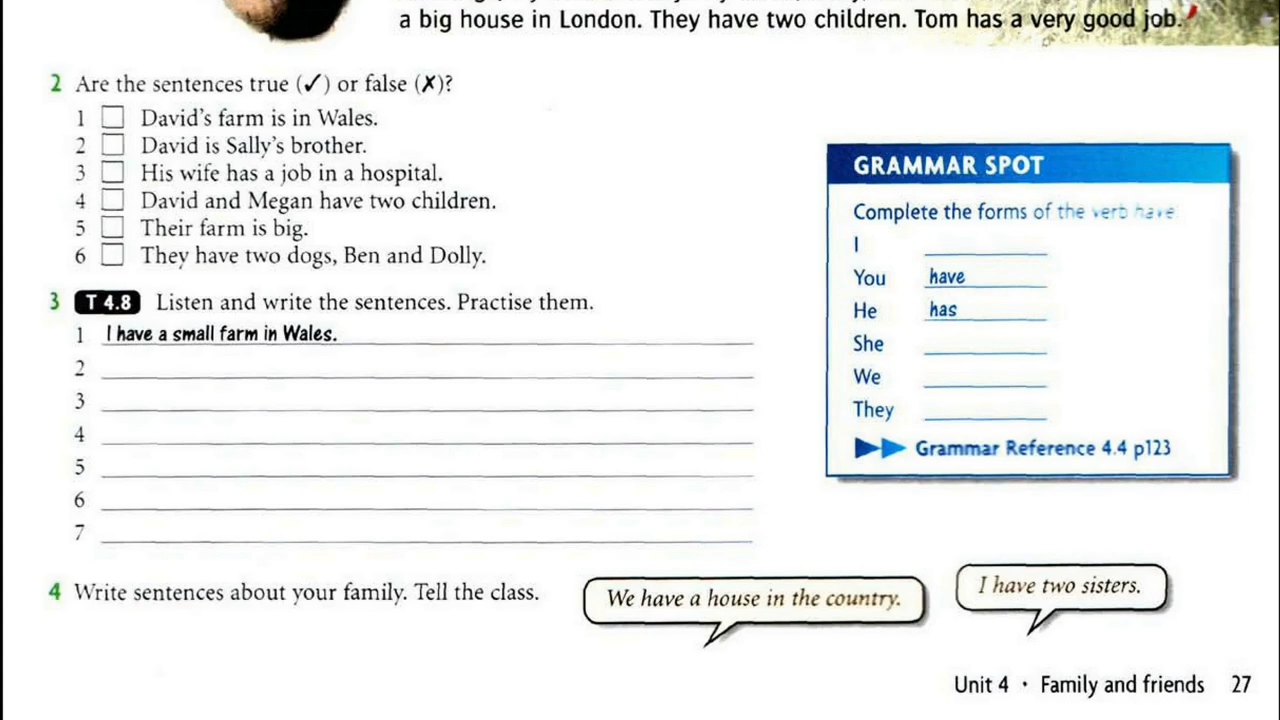 a big house in London. They have two children. Tom has a very good job.
2 Are the sentences true (✓) or false (✗)?
1 David's farm is in Wales.
2 David is Sally's brother.
3 His wife has a job in a hospital.
4 David and Megan have two children.
5 Their farm is big.
6 They have two dogs, Ben and Dolly.
3 T 4.8 Listen and write the sentences. Practise them.
1 I have a small farm in Wales.
2
3
4
5
6
7
GRAMMAR SPOT
Complete the forms of the verb have
I
You have
He has
She
We
They
Grammar Reference 4.4 p123
4 Write sentences about your family. Tell the class.
We have a house in the country.
I have two sisters.
Unit 4 • Family and friends 27